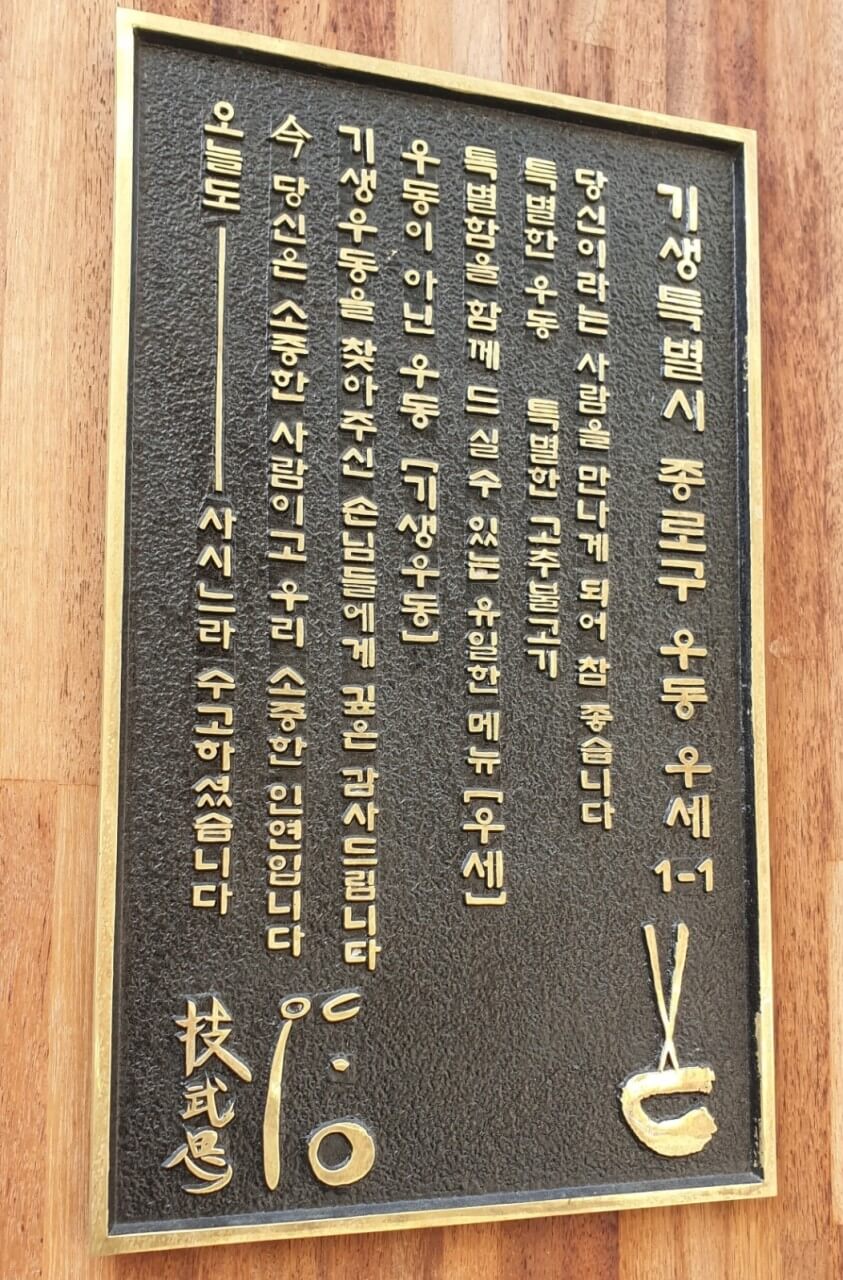 기생특별시 종로구 우동 우세 1-1
당신이라는 사람을 만나게 되어 참 좋습니다
특별한 우동 특별한 고추불고기
특별함을 함께 드실 수 있는 유일한 메뉴 [우세]
우동이 아닌 우동 [기생우동]
기생우동을 찾아주신 손님들에게 깊은 감사드립니다
今 당신은 소중한 사람이고 우리 소중한 인연입니다
오늘도 ― 사시느라 수고하셨습니다
技武